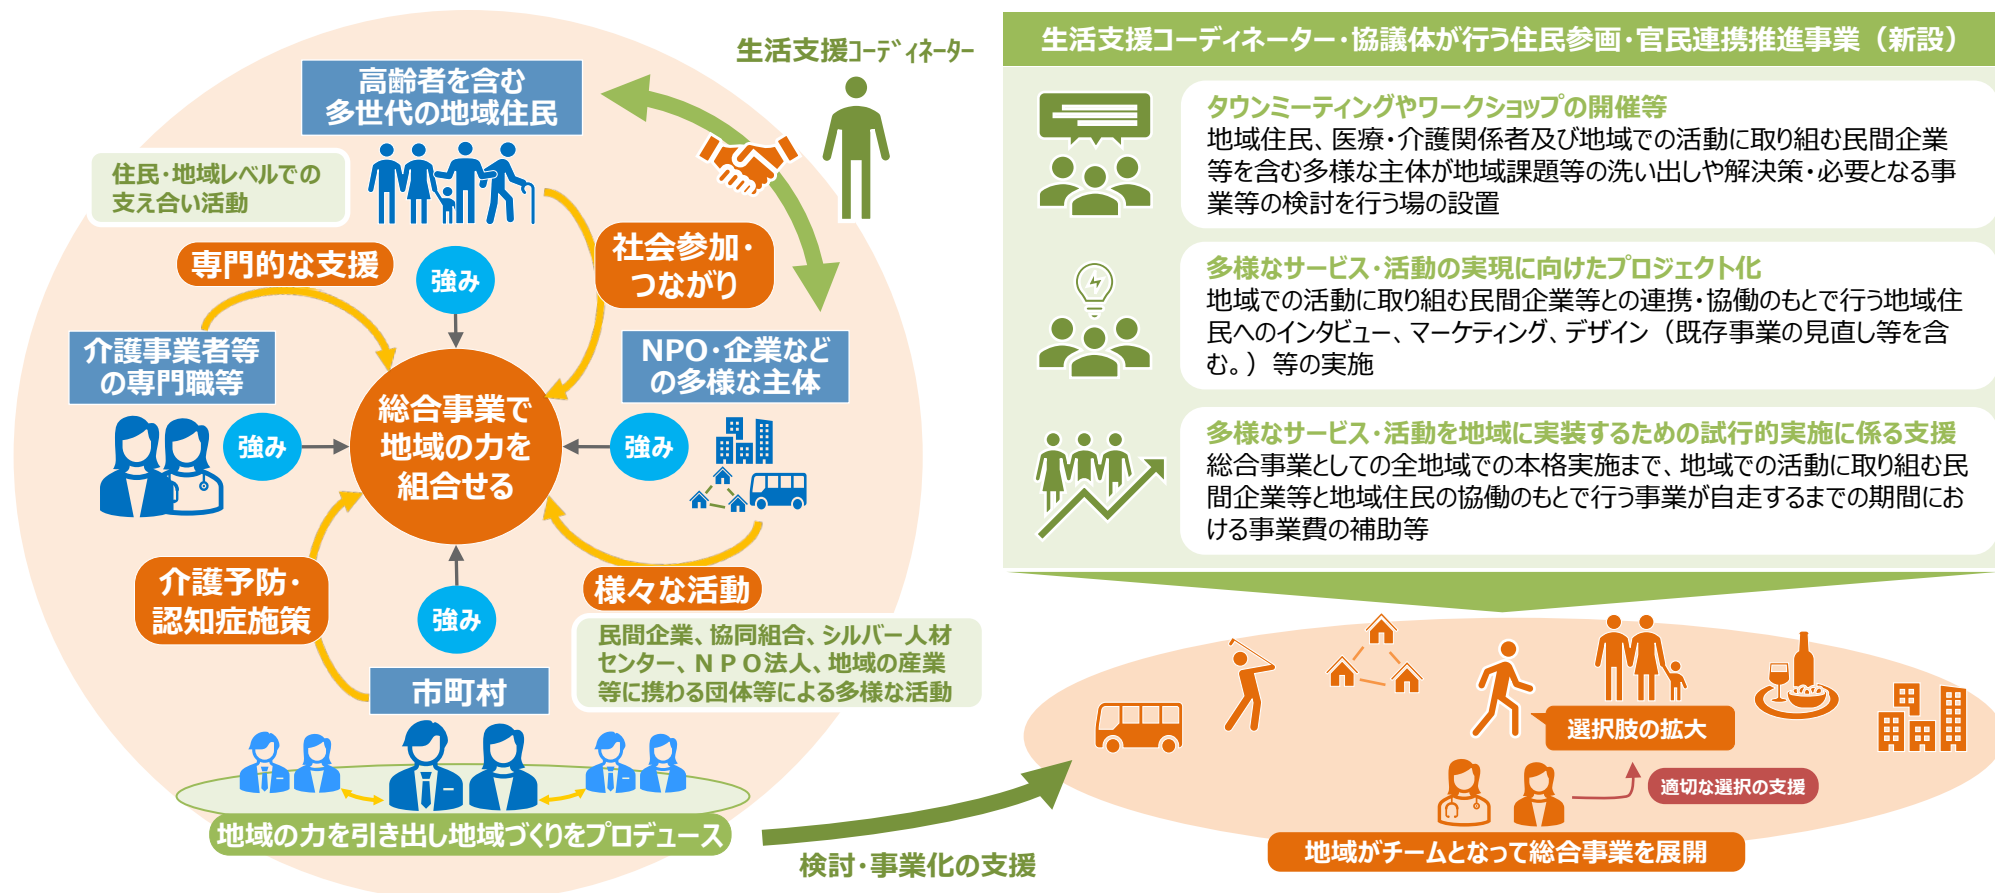 生活支援コーディネーター
高齢者を含む
多世代の地域住民
住民・地域レベルでの
支え合い活動
専門的な支援
強み
社会参加・
つながり
介護事業者等
の専門職等
NPO・企業など
の多様な主体
強み
総合事業で
地域の力を
組合せる
強み
介護予防・
認知症施策
強み
様々な活動
民間企業、協同組合、シルバー人材
センター、NPO法人、地域の産業
等に携わる団体等による多様な活動
市町村
地域の力を引き出し地域づくりをプロデュース
検討・事業化の支援
生活支援コーディネーター・協議体が行う住民参画・官民連携推進事業（新設）
タウンミーティングやワークショップの開催等
地域住民、医療・介護関係者及び地域での活動に取り組む民間企業
等を含む多様な主体が地域課題等の洗い出しや解決策・必要となる事
業等の検討を行う場の設置
多様なサービス・活動の実現に向けたプロジェクト化
地域での活動に取り組む民間企業等との連携・協働のもとで行う地域住
民へのインタビュー、マーケティング、デザイン（既存事業の見直し等を含
む。）等の実施
多様なサービス・活動を地域に実装するための試行的実施に係る支援
総合事業としての全地域での本格実施まで、地域での活動に取り組む民
間企業等と地域住民の協働のもとで行う事業が自走するまでの期間にお
ける事業費の補助等
選択肢の拡大
適切な選択の支援
地域がチームとなって総合事業を展開